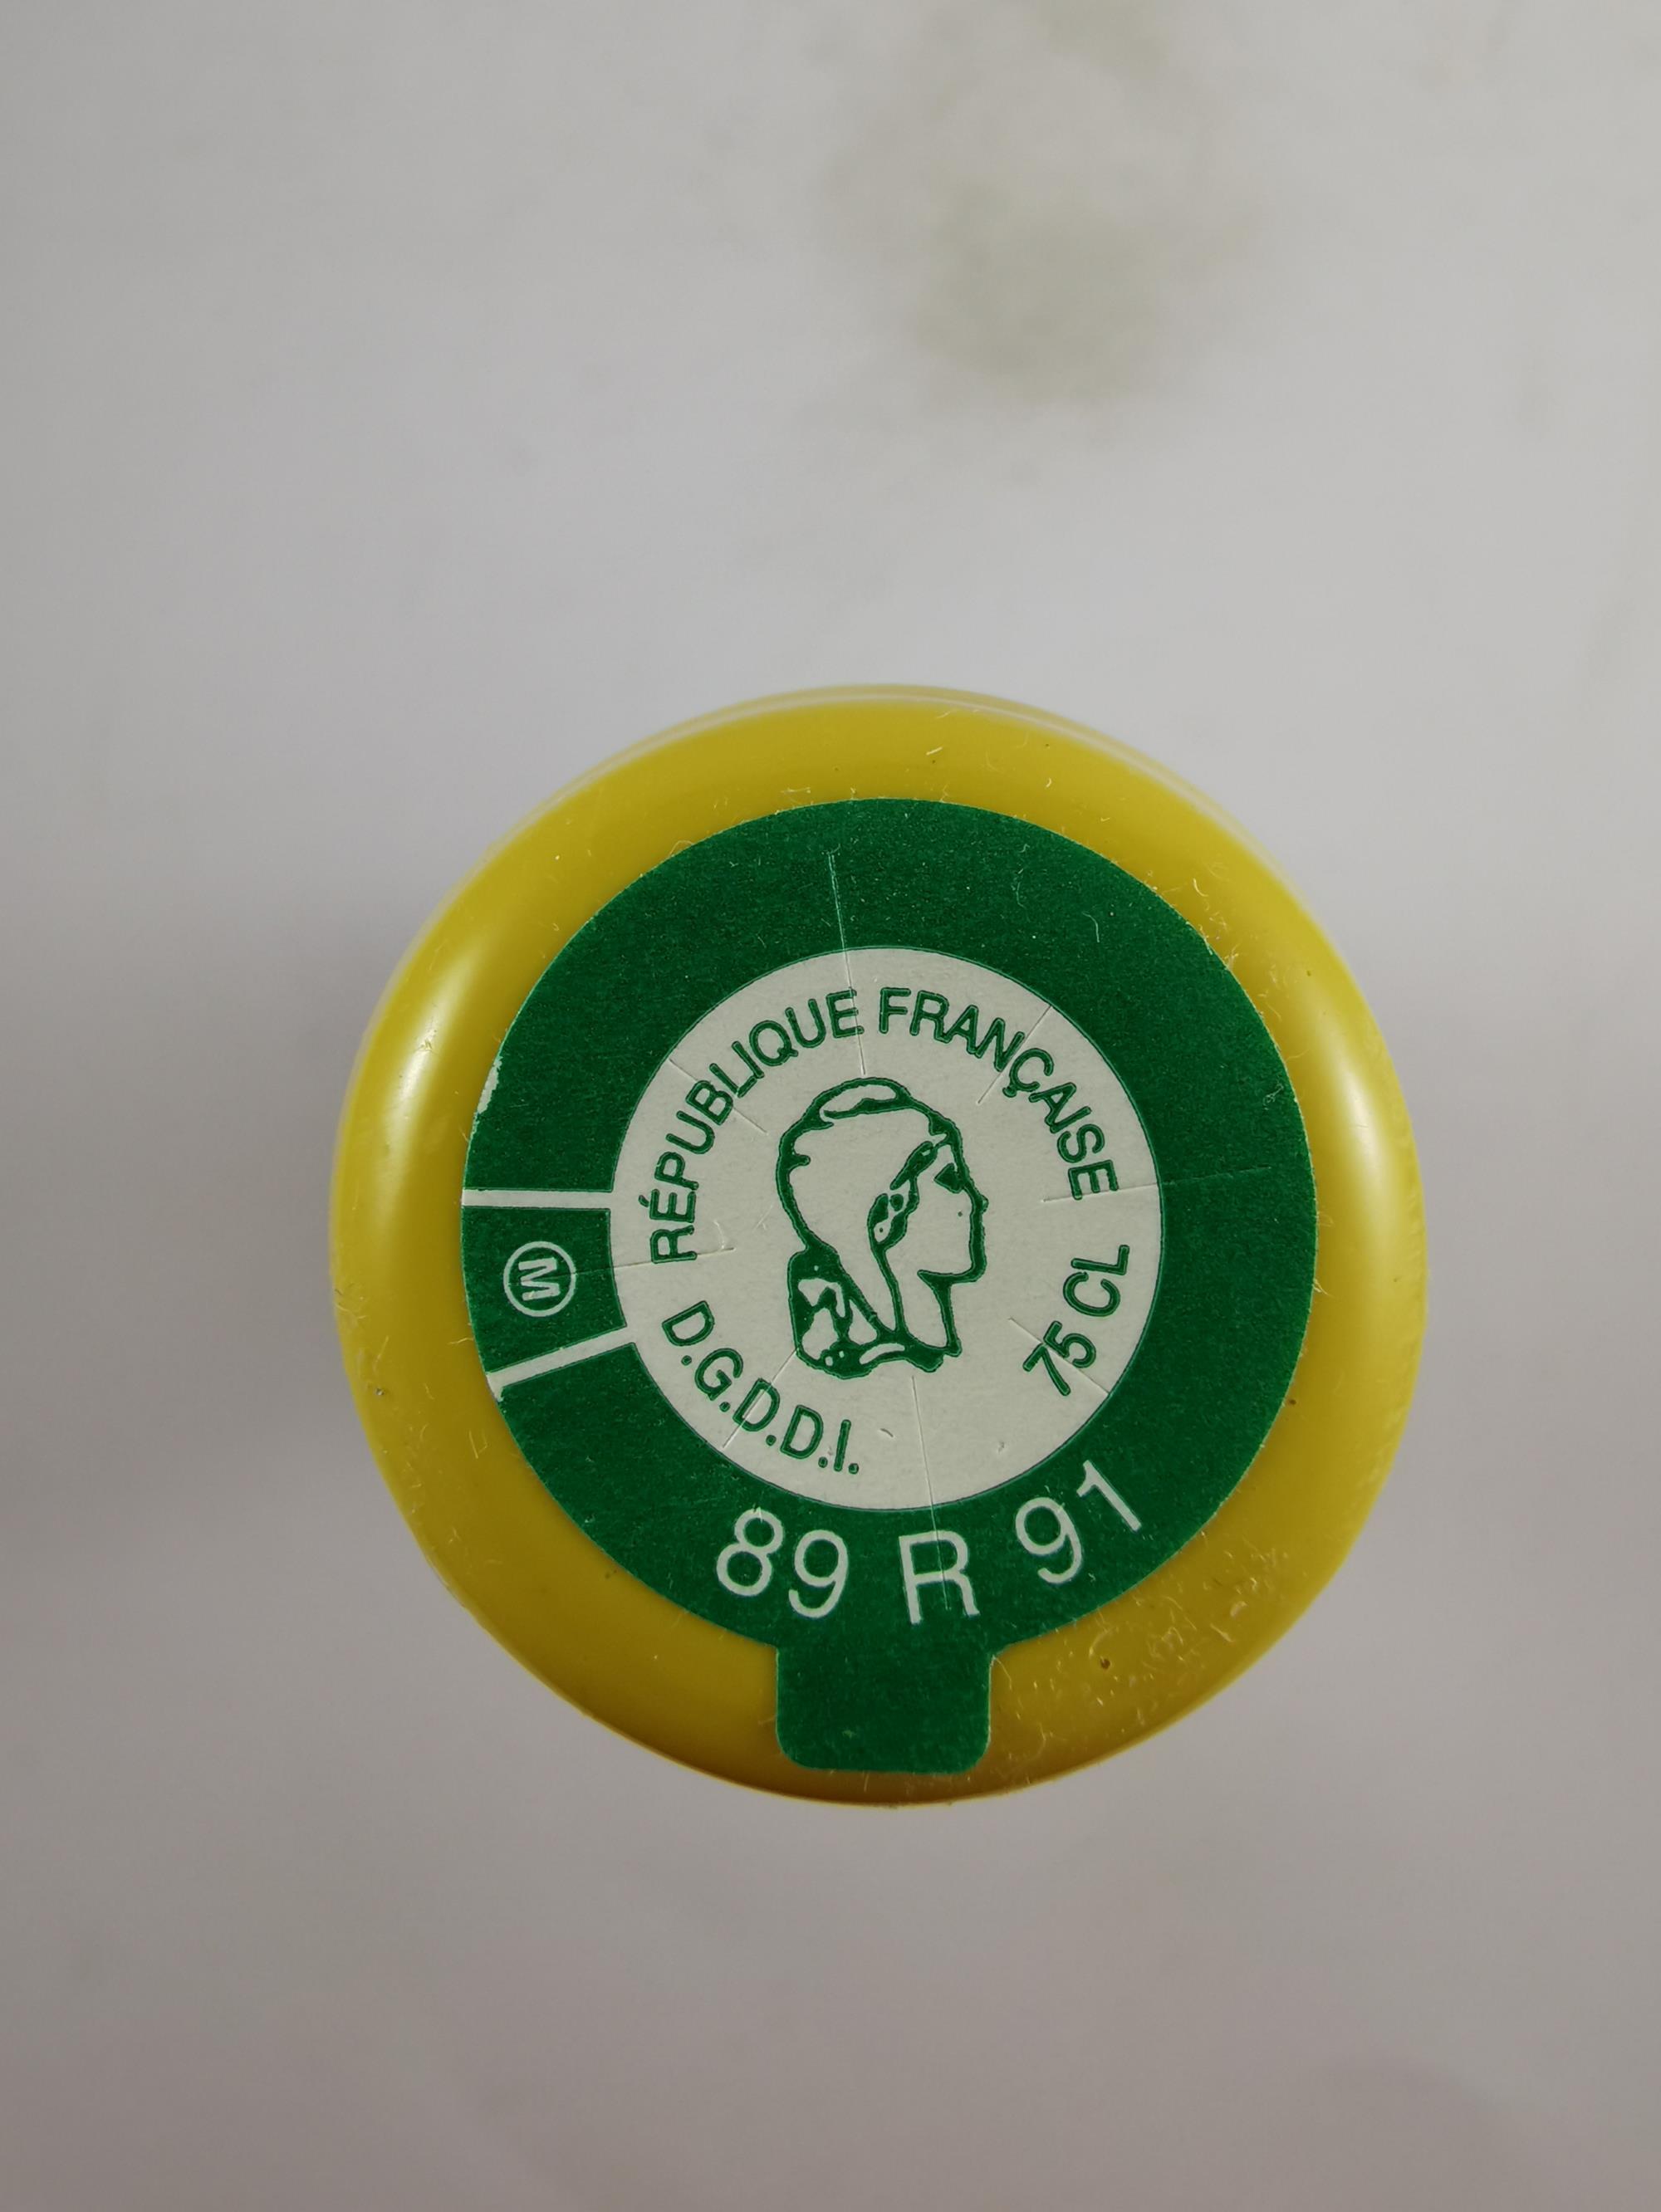 RÉPUBLIQUE FRANÇAISE
75 CL
D.G.D.D.I.
89 R 91
M